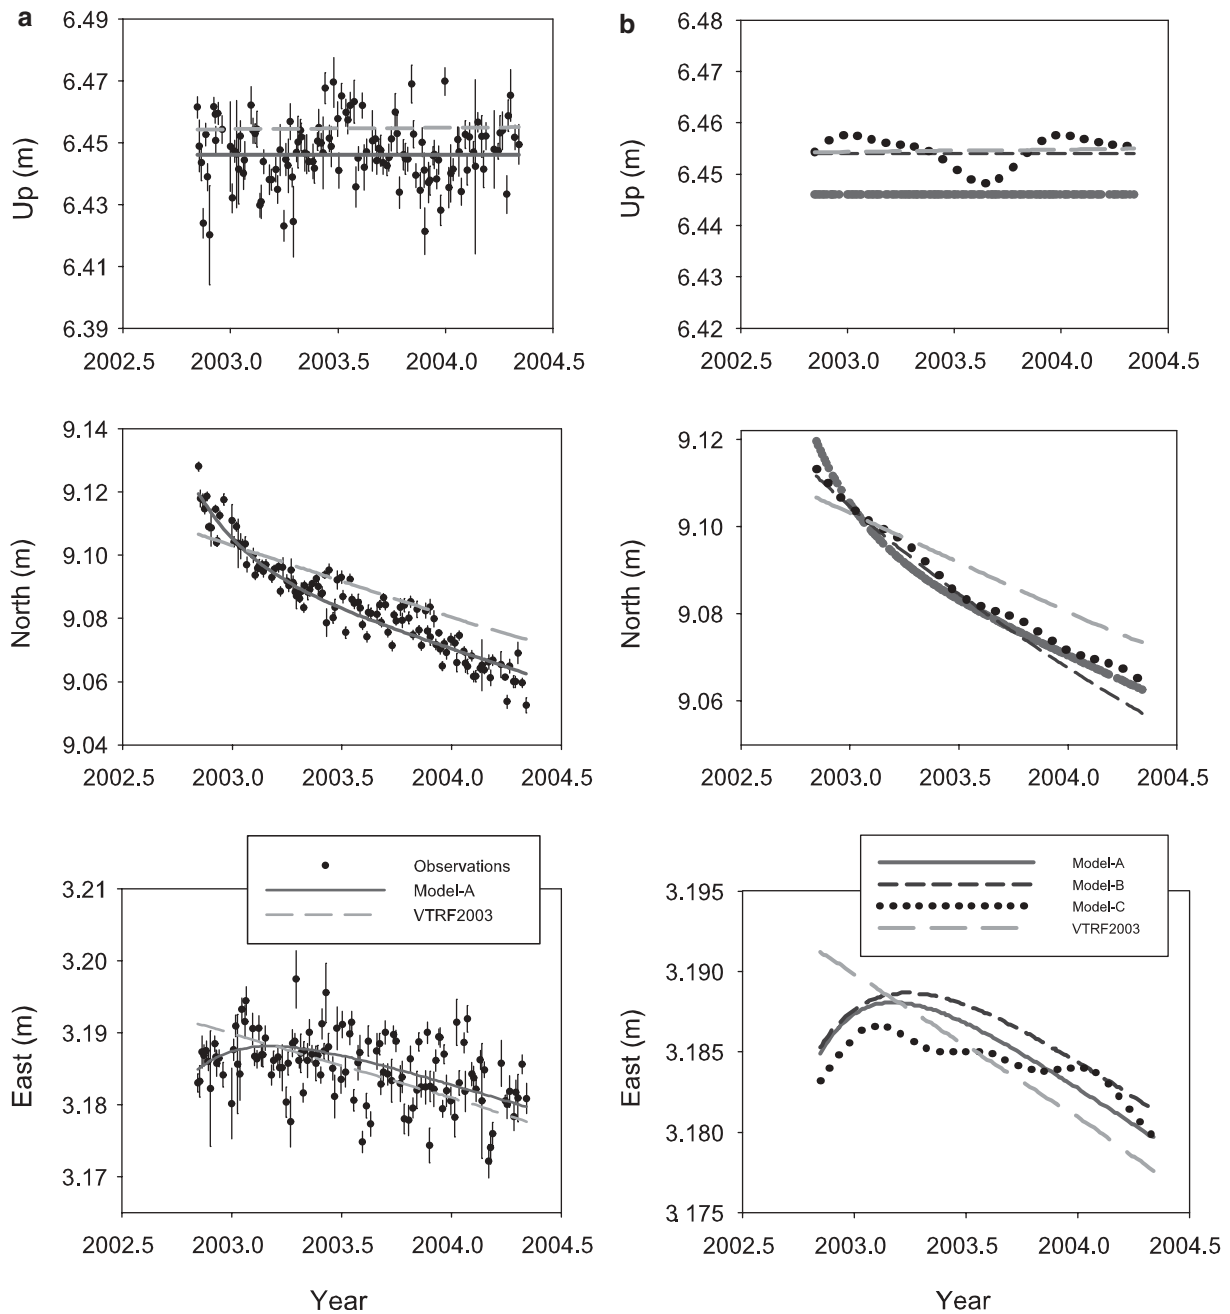 a
6.49
6.47
6.45
6.43
6.41
6.39
Up (m)
2002.5 2003.0 2003.5 2004.0 2004.5
9.14
9.12
9.10
9.08
9.06
9.04
North (m)
2002.5 2003.0 2003.5 2004.0 2004.5
Observations
Model-A
VTRF2003
3.21
3.20
3.19
3.18
3.17
East (m)
2002.5 2003.0 2003.5 2004.0 2004.5
Year
b
6.48
6.47
6.46
6.45
6.44
6.43
6.42
Up (m)
2002.5 2003.0 2003.5 2004.0 2004.5
9.12
9.10
9.08
9.06
North (m)
2002.5 2003.0 2003.5 2004.0 2004.5
Model-A
Model-B
Model-C
VTRF2003
3.195
3.190
3.185
3.180
3.175
East (m)
2002.5 2003.0 2003.5 2004.0 2004.5
Year